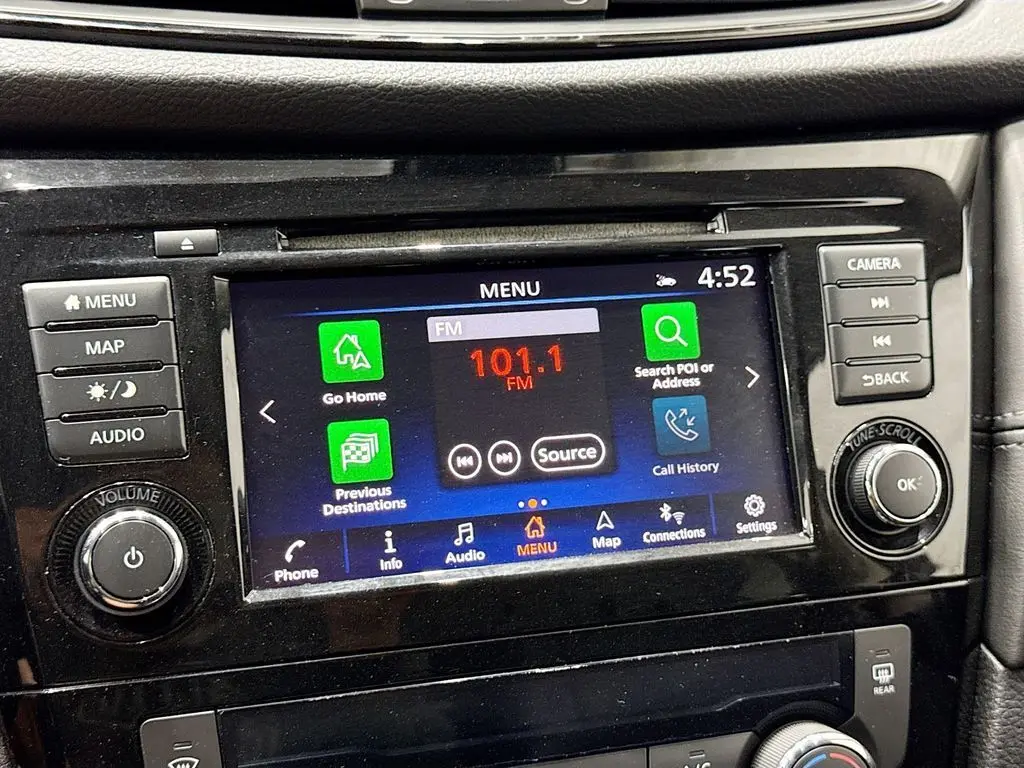 MENU
MAP
AUDIO
VOLUME
MENU
4:52
FM
101.1
FM
Source
Go Home
Previous
Destinations
Search POI or
Address
Call History
Phone
Info
Audio
MENU
Map
Connections
Settings
CAMERA
BACK
TUNE·SCROLL
OK
REAR